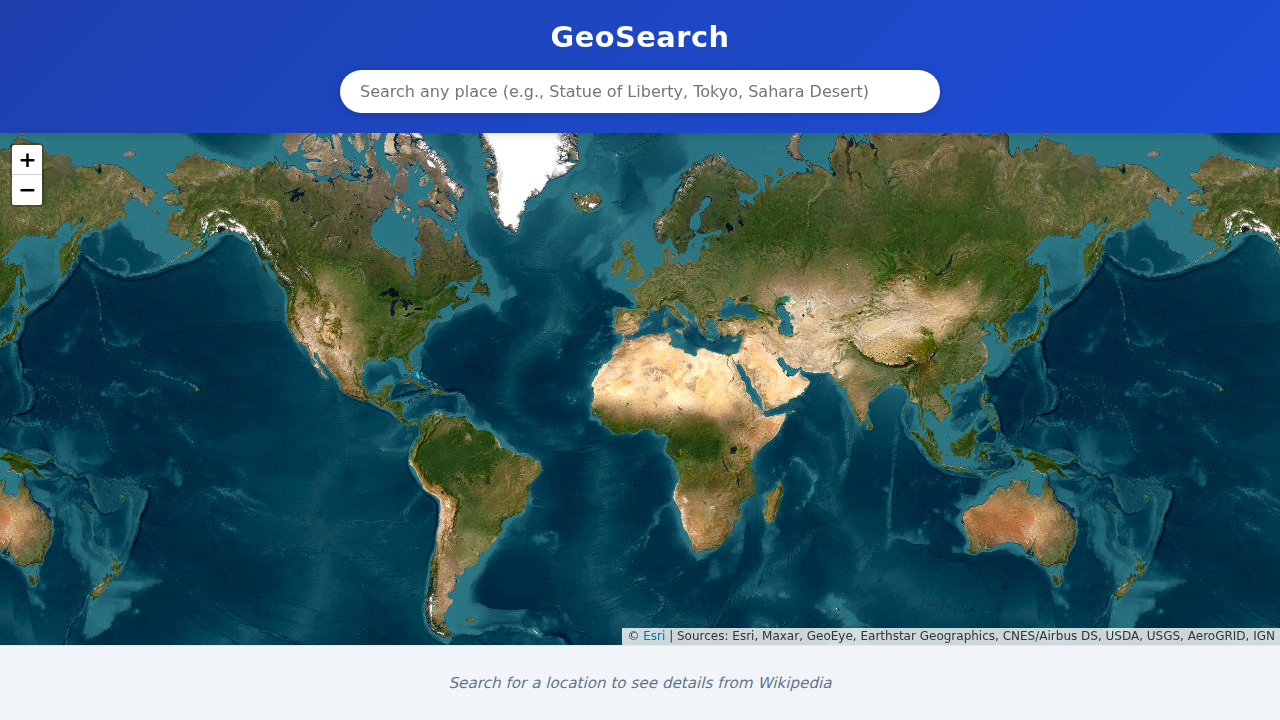 GeoSearch
Search any place (e.g., Statue of Liberty, Tokyo, Sahara Desert)
+
−
© Esri | Sources: Esri, Maxar, GeoEye, Earthstar Geographics, CNES/Airbus DS, USDA, USGS, AeroGRID, IGN
Search for a location to see details from Wikipedia